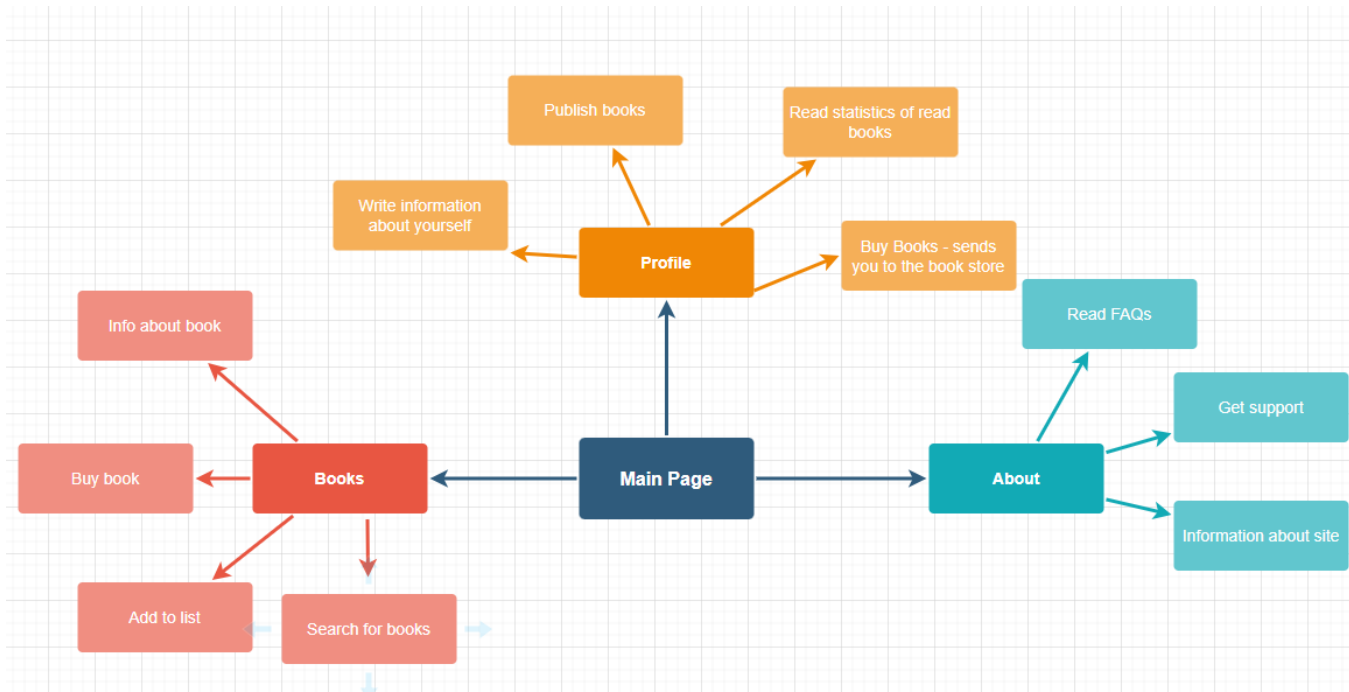 Publish books
Read statistics of read
books
Write information
about yourself
Profile
Buy Books - sends
you to the book store
Info about book
Read FAQs
Get support
Buy book
Books
Main Page
About
Information about site
Add to list
Search for books